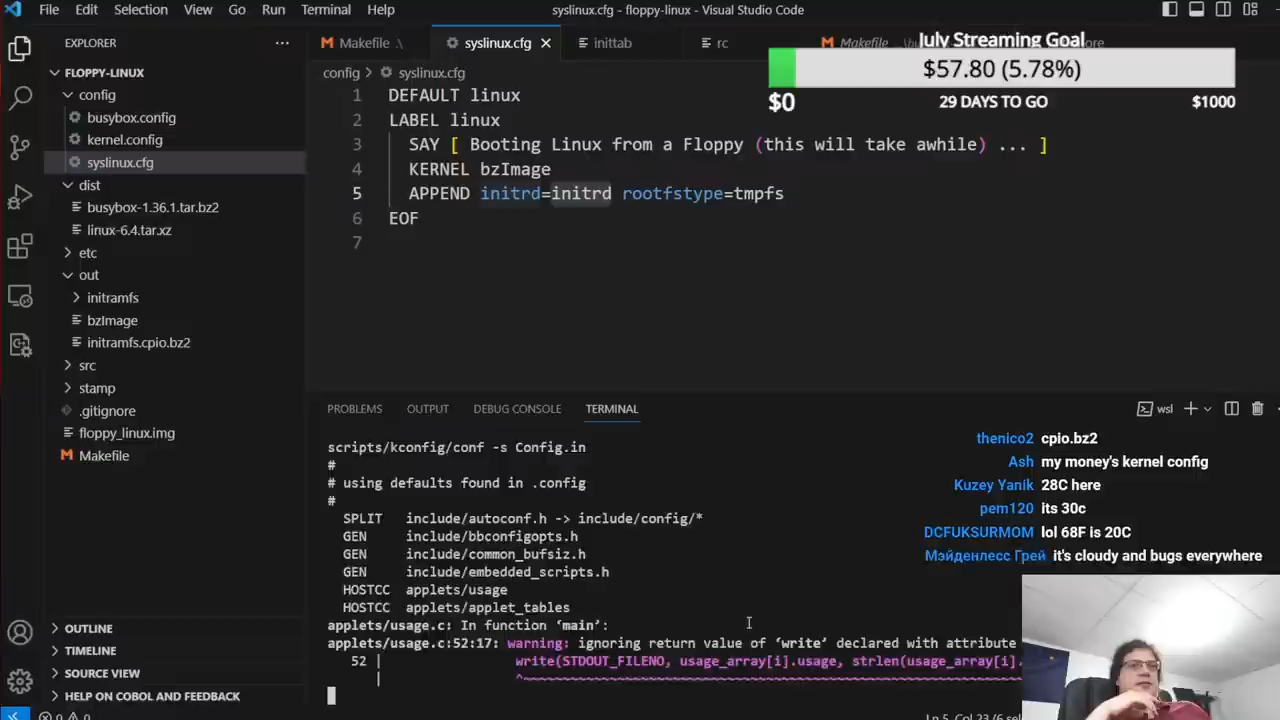 File Edit Selection View Go Run Terminal Help
syslinux.cfg - floppy-linux - Visual Studio Code
EXPLORER
FLOPPY-LINUX
config
busybox.config
kernel.config
syslinux.cfg
dist
busybox-1.36.1.tar.bz2
linux-6.4.tar.xz
etc
out
initramfs
bzImage
initramfs.cpio.bz2
src
stamp
.gitignore
floppy_linux.img
Makefile
OUTLINE
TIMELINE
SOURCE VIEW
HELP ON COBOL AND FREEDOM
Makefile .\
syslinux.cfg
inittab
rc
Makefile
July Streaming Goal
$57.80 (5.78%)
$0 29 DAYS TO GO $1000
config > syslinux.cfg
1 DEFAULT linux
2 LABEL linux
3 SAY [ Booting Linux from a Floppy (this will take awhile) ... ]
4 KERNEL bzImage
5 APPEND initrd=initrd rootfstype=tmpfs
6 EOF
7
PROBLEMS OUTPUT DEBUG CONSOLE TERMINAL
wsl
scripts/kconfig/conf -s Config.in
#
# using defaults found in .config
#
SPLIT include/autoconf.h -> include/config/*
GEN include/bbconfigopts.h
GEN include/common_bufsiz.h
GEN include/embedded_scripts.h
HOSTCC applets/usage
HOSTCC applets/applet_tables
applets/usage.c: In function ‘main’:
applets/usage.c:52:17: warning: ignoring return value of ‘write’ declared with attribute
52 | write(STDOUT_FILENO, usage_array[i].usage, strlen(usage_array[i].
| ^~~~~~~~~~~~~~~~~~~~~~~~~~~~~~~~~~~~~~~~~~~~~~~~~~~~~~~~~~~~~~~~~
thenico2 cpio.bz2
Ash my money's kernel config
Kuzey Yanik 28C here
pem120 its 30c
DCFUKSURMOM lol 68F is 20C
Мэйденлесс Грей it's cloudy and bugs everywhere